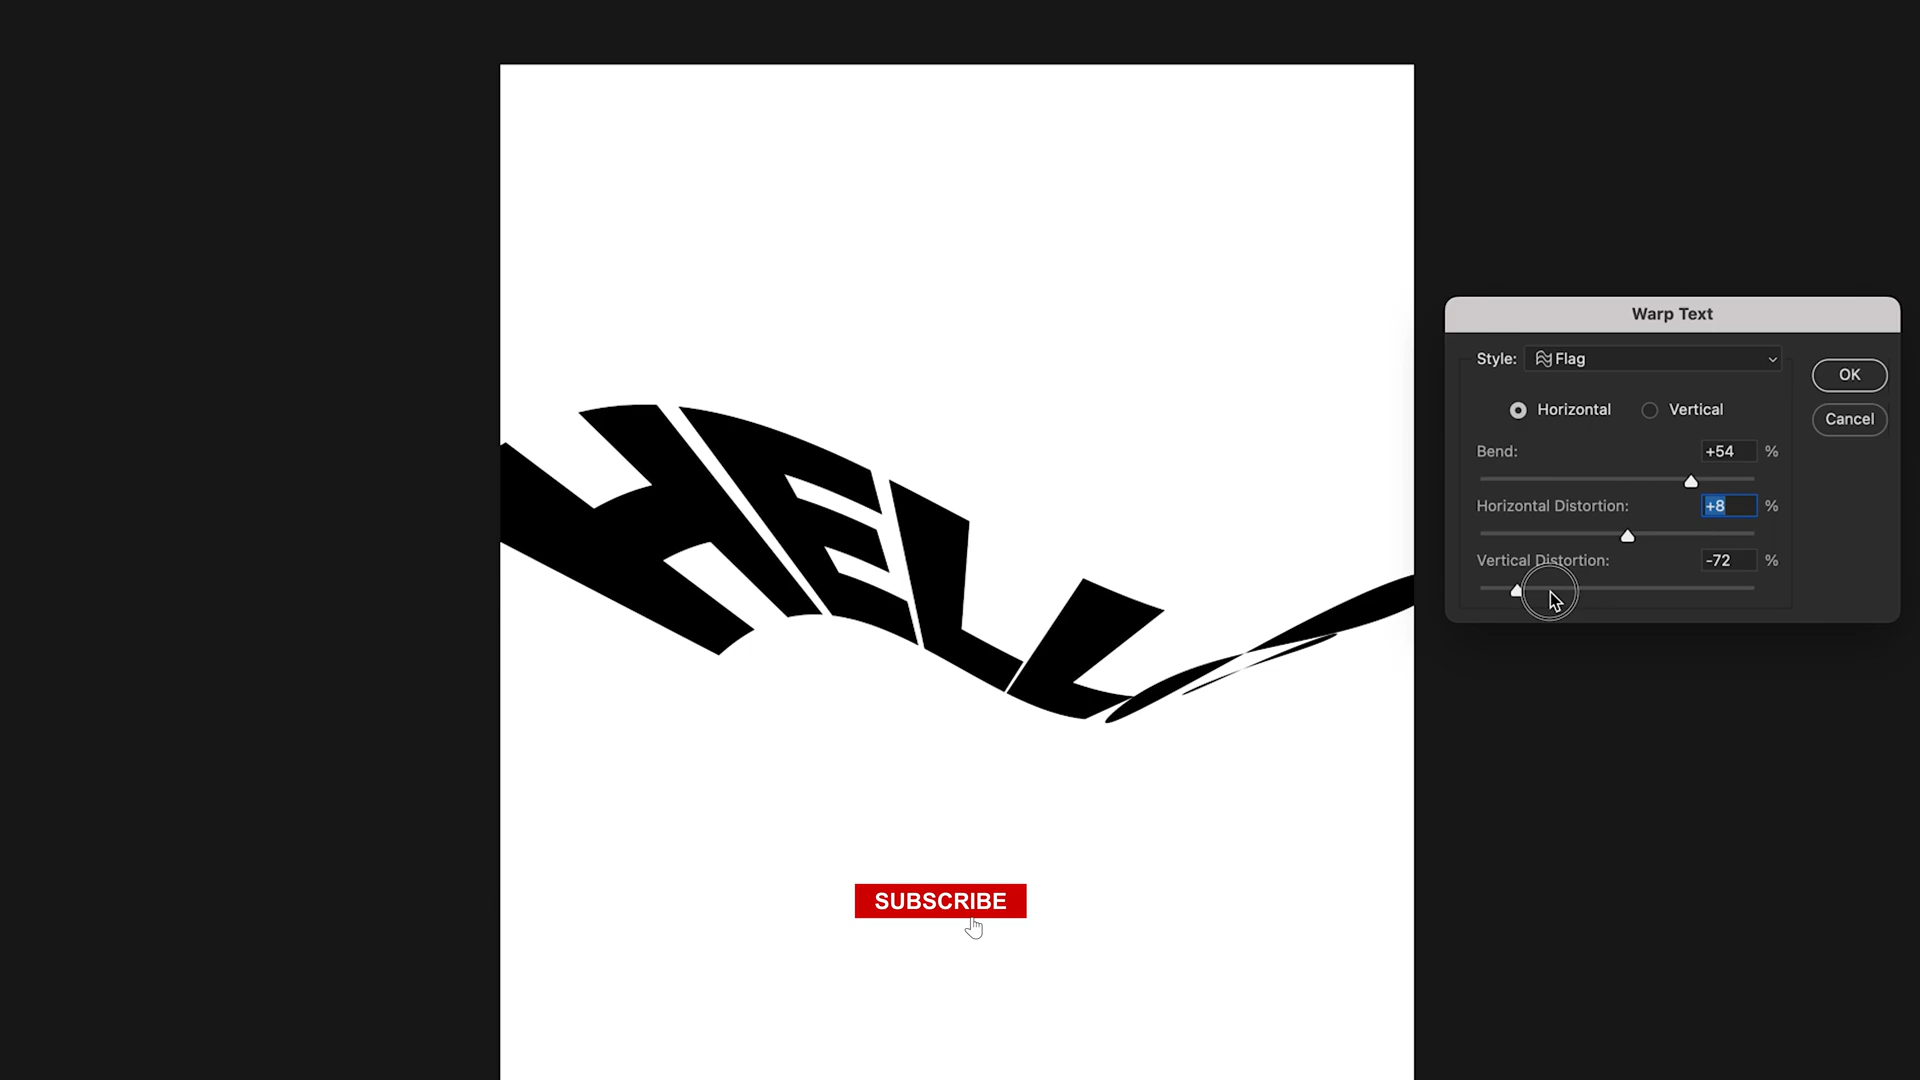 HELL
Warp Text
Style: Flag
OK
Horizontal Vertical
Cancel
Bend: +54 %
Horizontal Distortion: +8 %
Vertical Distortion: -72 %
SUBSCRIBE